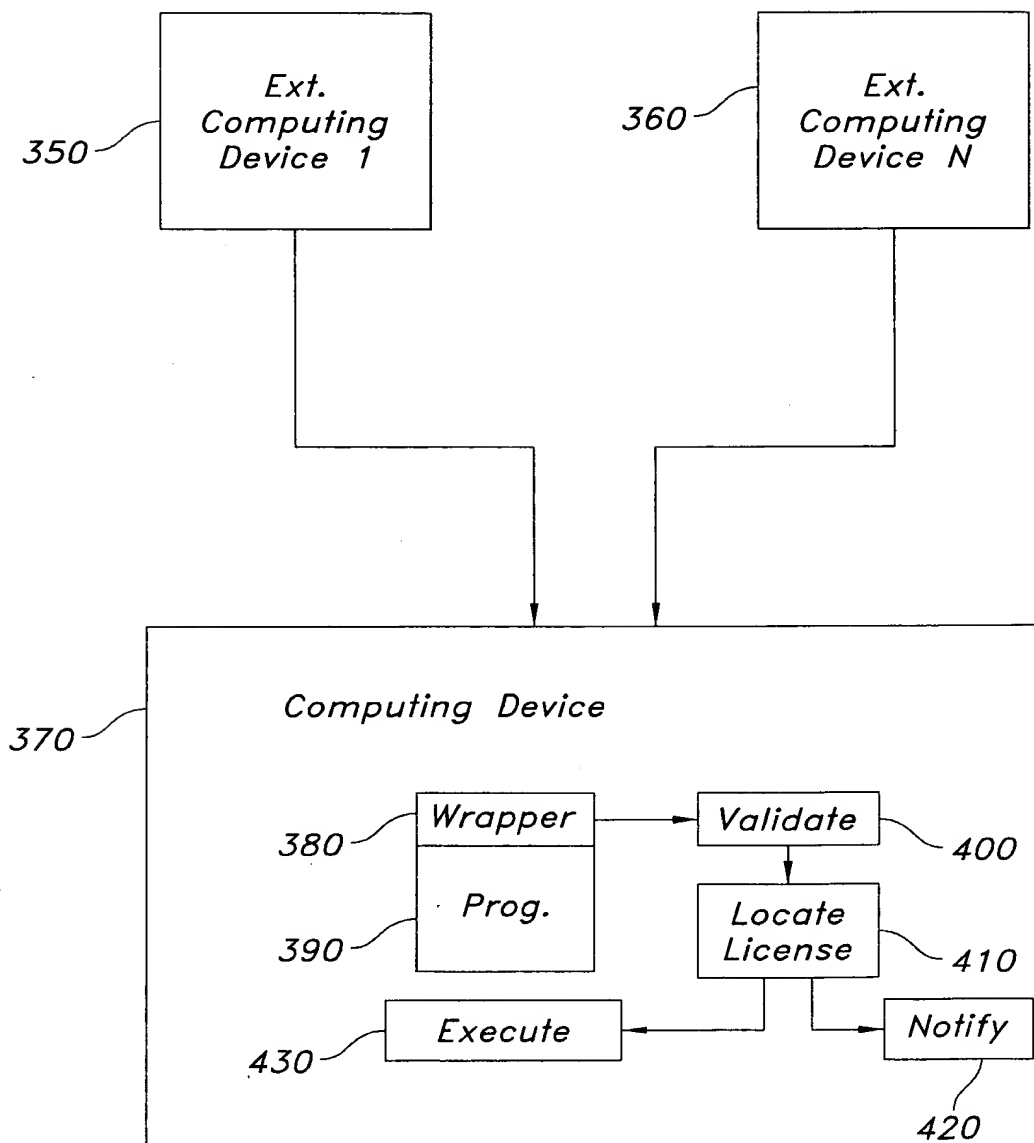 Ext.
Computing
Device 1
350
Ext.
Computing
Device N
360
Computing Device
370
Wrapper
380
Validate
400
Prog.
390
Locate
License
410
Execute
430
Notify
420